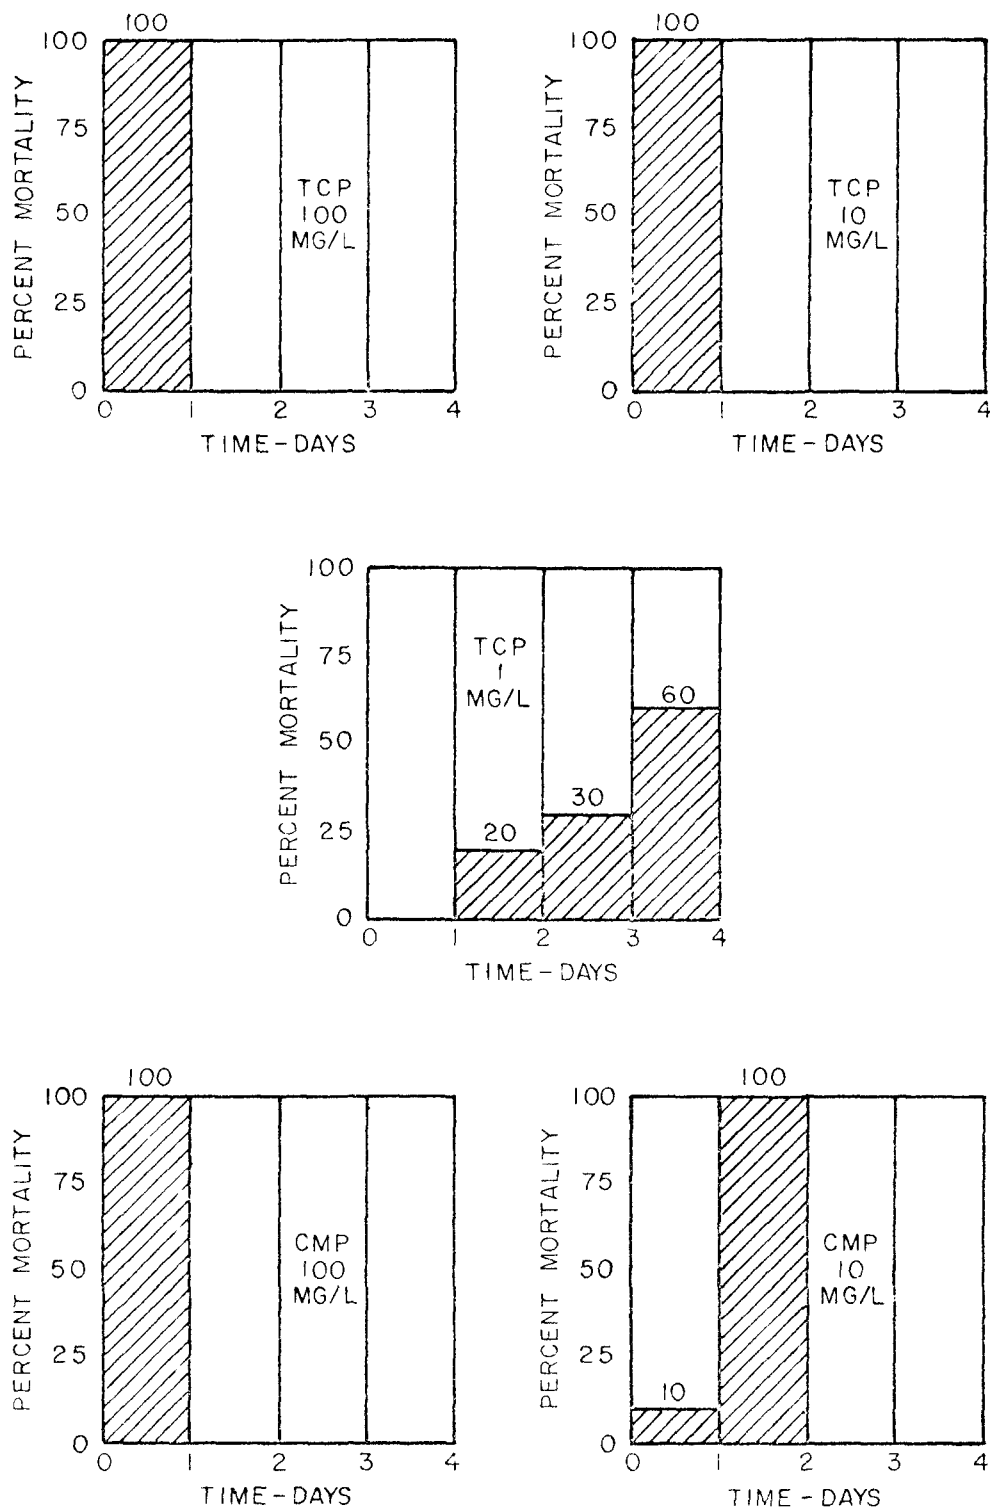 100
100
PERCENT MORTALITY
75
50
25
0
TCP
100
MG/L
0 1 2 3 4
TIME-DAYS
100
100
PERCENT MORTALITY
75
50
25
0
TCP
10
MG/L
0 1 2 3 4
TIME-DAYS
100
PERCENT MORTALITY
75
50
25
0
TCP
1
MG/L
20
30
60
0 1 2 3 4
TIME-DAYS
100
100
PERCENT MORTALITY
75
50
25
0
CMP
100
MG/L
0 1 2 3 4
TIME-DAYS
100
100
PERCENT MORTALITY
75
50
25
0
10
CMP
10
MG/L
0 1 2 3 4
TIME-DAYS